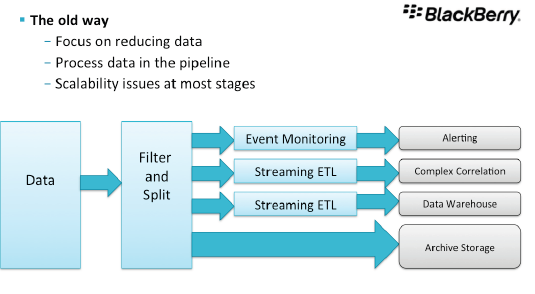 The old way
– Focus on reducing data
– Process data in the pipeline
– Scalability issues at most stages
BlackBerry.
Data
Filter
and
Split
Event Monitoring
Streaming ETL
Streaming ETL
Alerting
Complex Correlation
Data Warehouse
Archive Storage